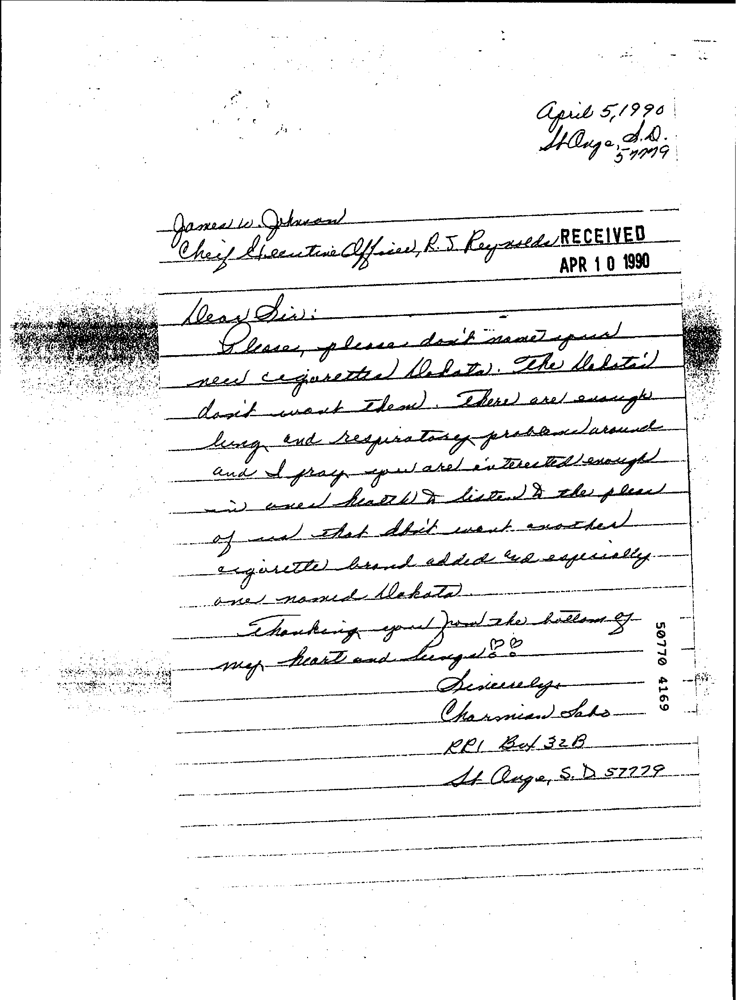 April 5, 1990
St Onge, S.D.
57779
James W. Johnson
Cheif Executive Officer, R. J. Reynolds
RECEIVED
APR 10 1990
Dear Sir:
Please, please don't name your
new cigarettes Dakota. The Dakota's
don't want them. There are enough
lung and respiratory problems around
and I pray you are interested enough
in ones health to listen to the pleas
of us that don't want another
cigarette brand added and especially
one named Dakota.
Thanking you from the bottom of
my heart and lungs!!
Sincerely,
Charmian
RR1 Box 32B
St Onge, S.D 57779
50770 4169